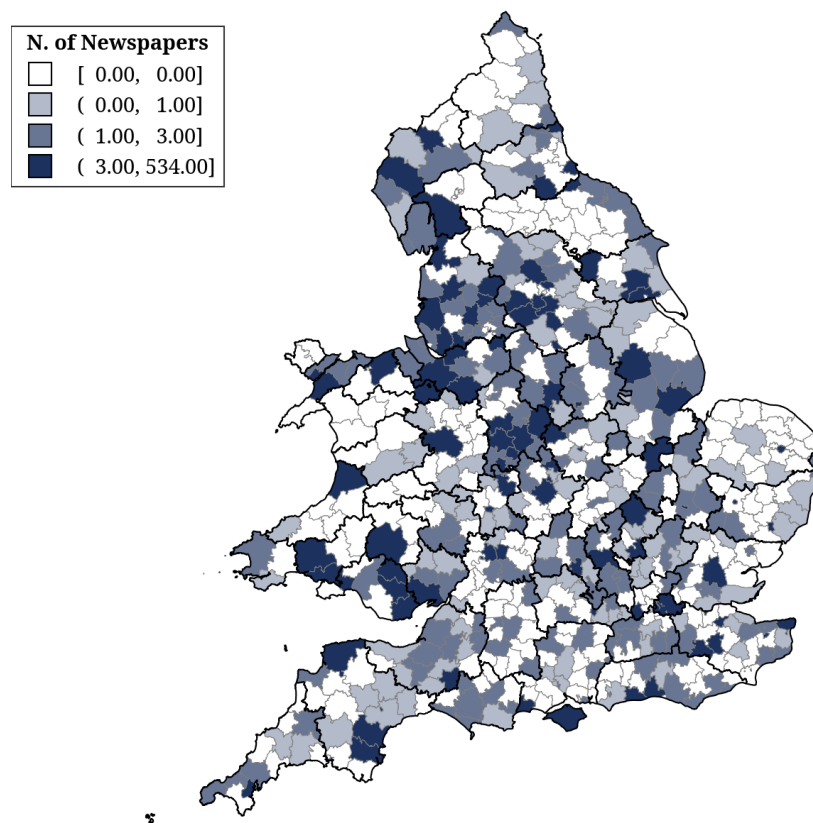 N. of Newspapers
[ 0.00, 0.00]
( 0.00, 1.00]
( 1.00, 3.00]
( 3.00, 534.00]